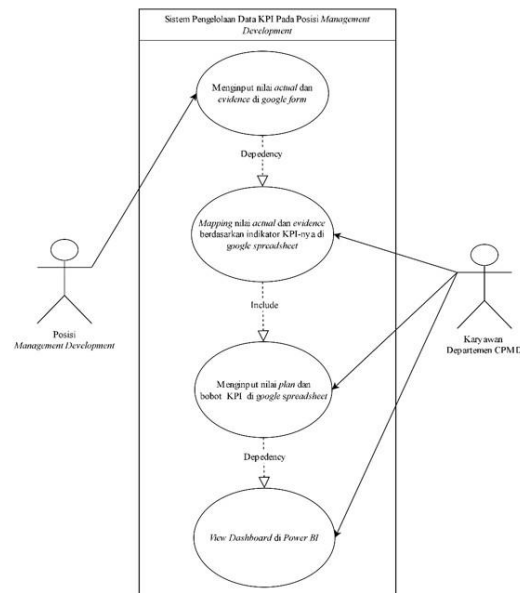 Sistem Pengelolaan Data KPI Pada Posisi Management
Development
Menginput nilai actual dan
evidence di google form
Depedency
Mapping nilai actual dan evidence
berdasarkan indikator KPI-nya di
google spreadsheet
Posisi
Management Development
Karyawan
Departemen CPMD
Include
Menginput nilai plan dan
bobot KPI di google spreadsheet
Depedency
View Dashboard di Power BI